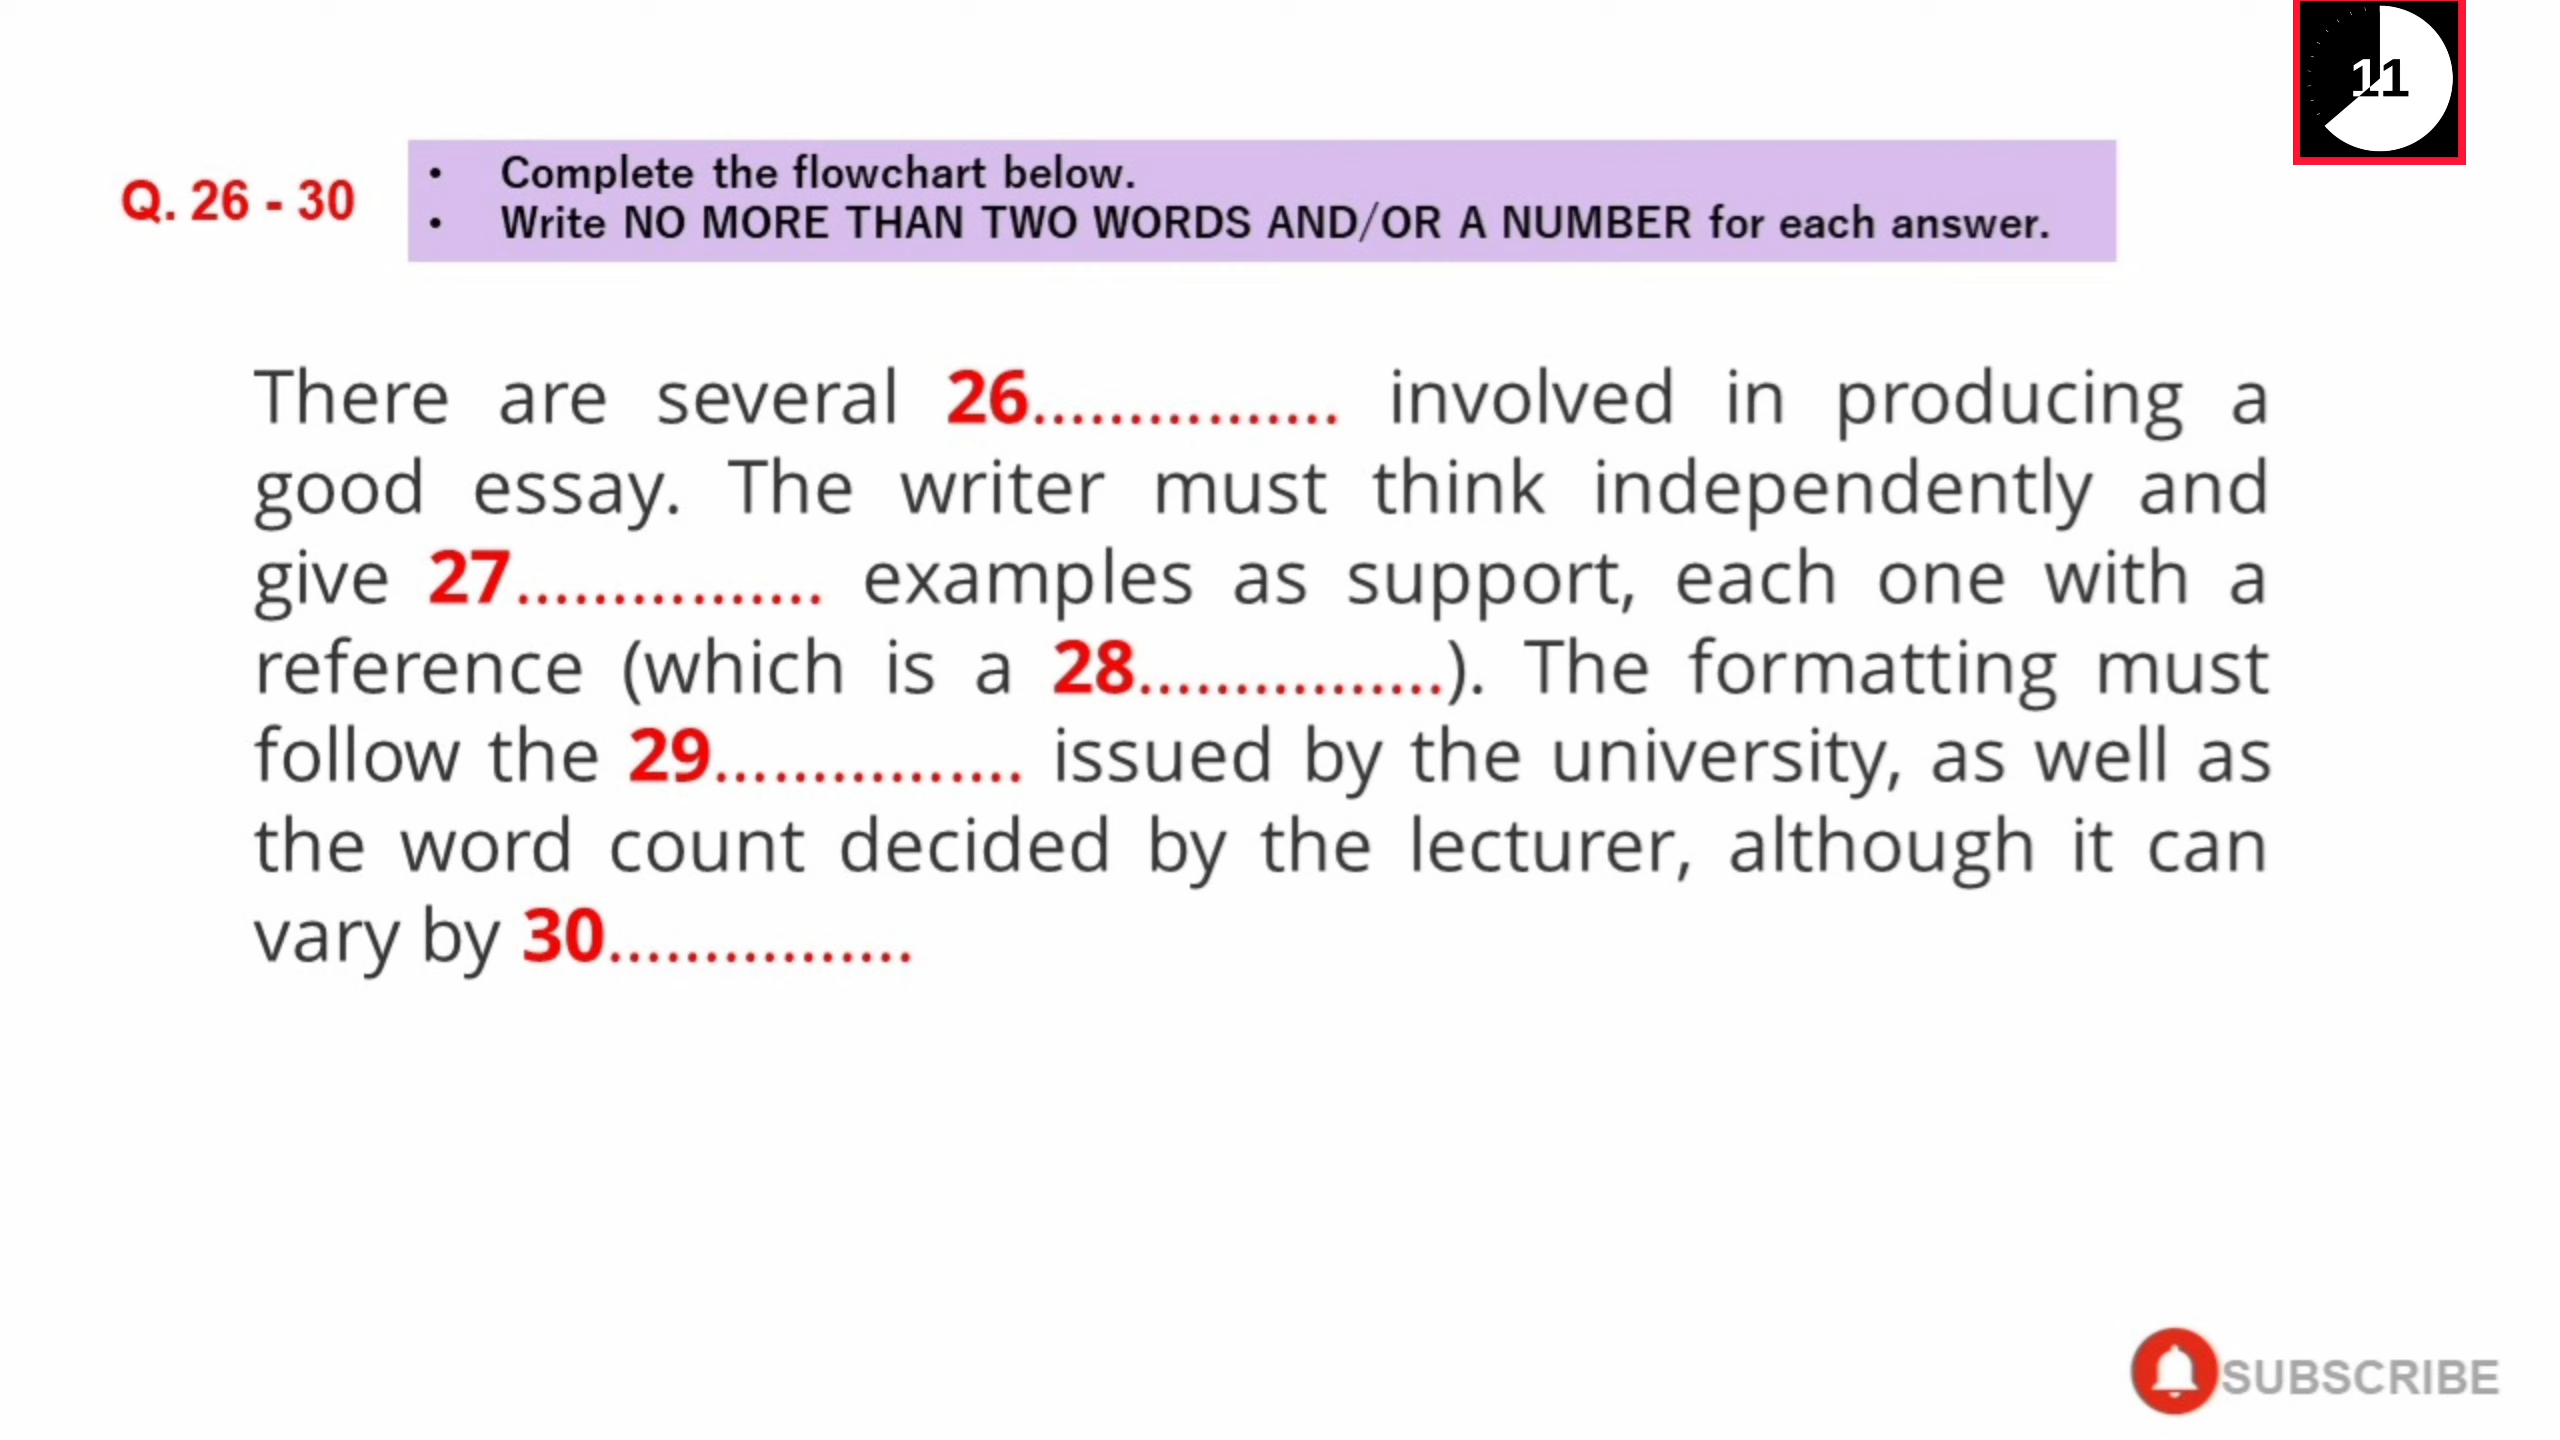 11
Q. 26 - 30
• Complete the flowchart below.
• Write NO MORE THAN TWO WORDS AND/OR A NUMBER for each answer.
There are several 26................ involved in producing a
good essay. The writer must think independently and
give 27................ examples as support, each one with a
reference (which is a 28................). The formatting must
follow the 29................ issued by the university, as well as
the word count decided by the lecturer, although it can
vary by 30................
SUBSCRIBE